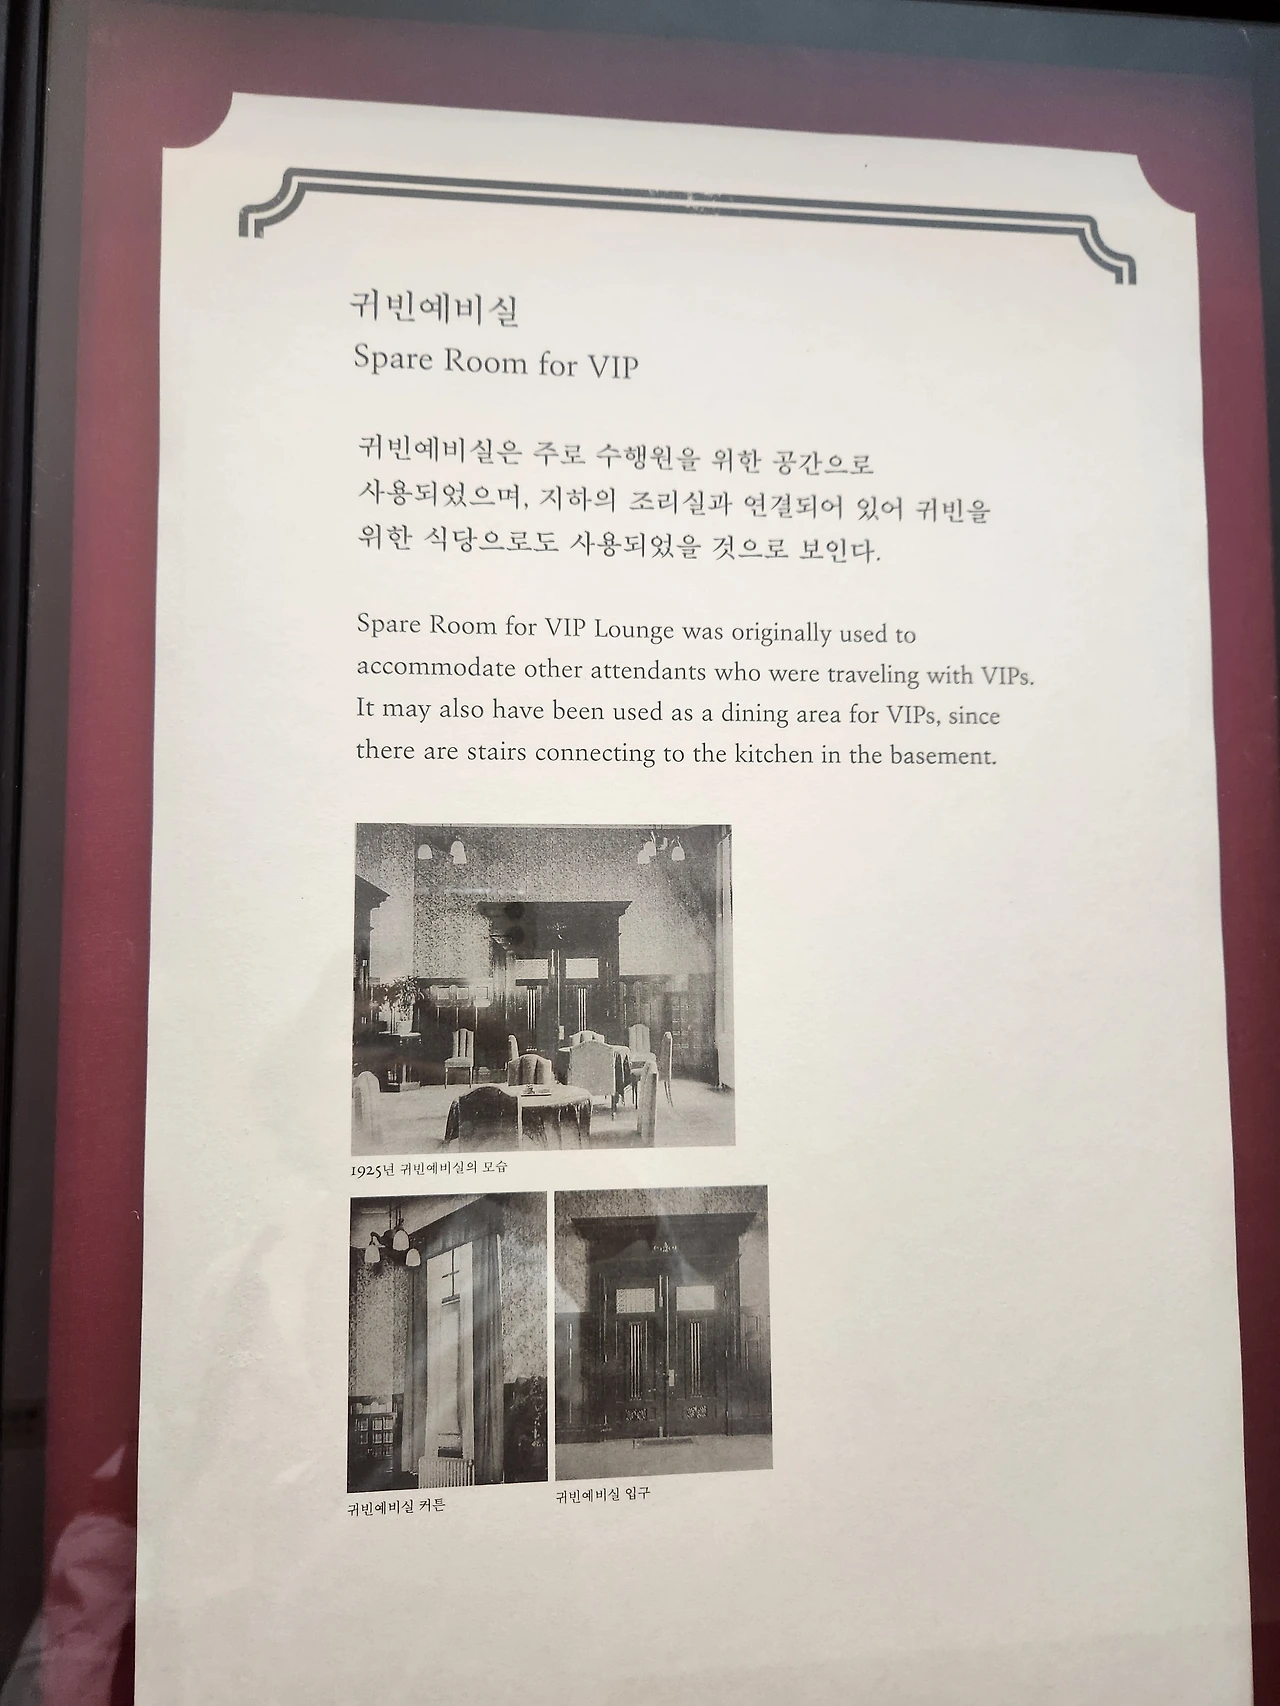 귀빈예비실
Spare Room for VIP
귀빈예비실은 주로 수행원을 위한 공간으로
사용되었으며, 지하의 조리실과 연결되어 있어 귀빈을
위한 식당으로도 사용되었을 것으로 보인다.
Spare Room for VIP Lounge was originally used to
accommodate other attendants who were traveling with VIPs.
It may also have been used as a dining area for VIPs, since
there are stairs connecting to the kitchen in the basement.
1925년 귀빈예비실의 모습
귀빈예비실 커튼
귀빈예비실 입구